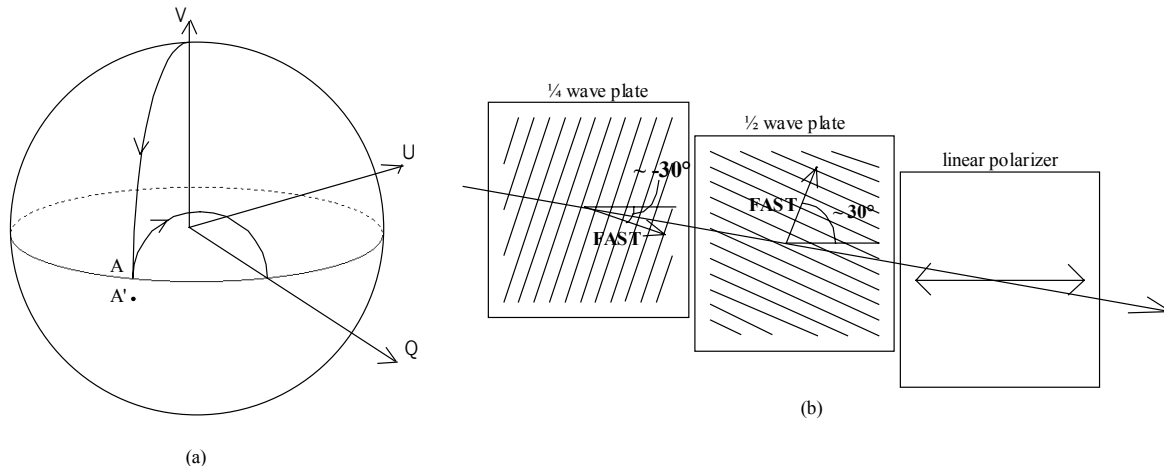 V
U
A
A'
Q
(a)
¼ wave plate
~ -30°
FAST
½ wave plate
FAST
~ 30°
linear polarizer
(b)